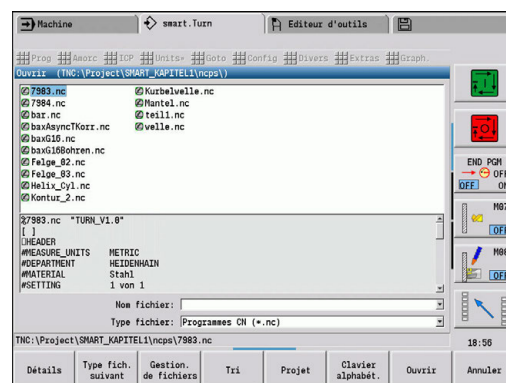 Machine
smart.Turn
Editeur d'outils
Prog Amorc ICP Units» Goto Config Divers Extras Graph.
Ouvrir (TNC:\Project\SMART_KAPITEL1\ncps\)
7983.nc
7984.nc
bar.nc
baxAsyncTKorr.nc
baxG16.nc
baxG16Bohren.nc
Felge_02.nc
Felge_03.nc
Helix_Cyl.nc
Kontur_2.nc
Kurbelwelle.nc
Mantel.nc
teil1.nc
welle.nc
%7983.nc "TURN_V1.0"
[ ]
HEADER
#MEASURE_UNITS METRIC
#DEPARTMENT HEIDENHAIN
#MATERIAL Stahl
#SETTING 1 von 1
Nom fichier:
Type fichier: Programmes CN (*.nc)
TNC:\Project\SMART_KAPITEL1\ncps\7983.nc
END PGM
OFF
OFF ON
M07
OFF
M08
OFF
18:56
Détails
Type fich. suivant
Gestion. de fichiers
Tri
Projet
Clavier alphabét.
Ouvrir
Annuler